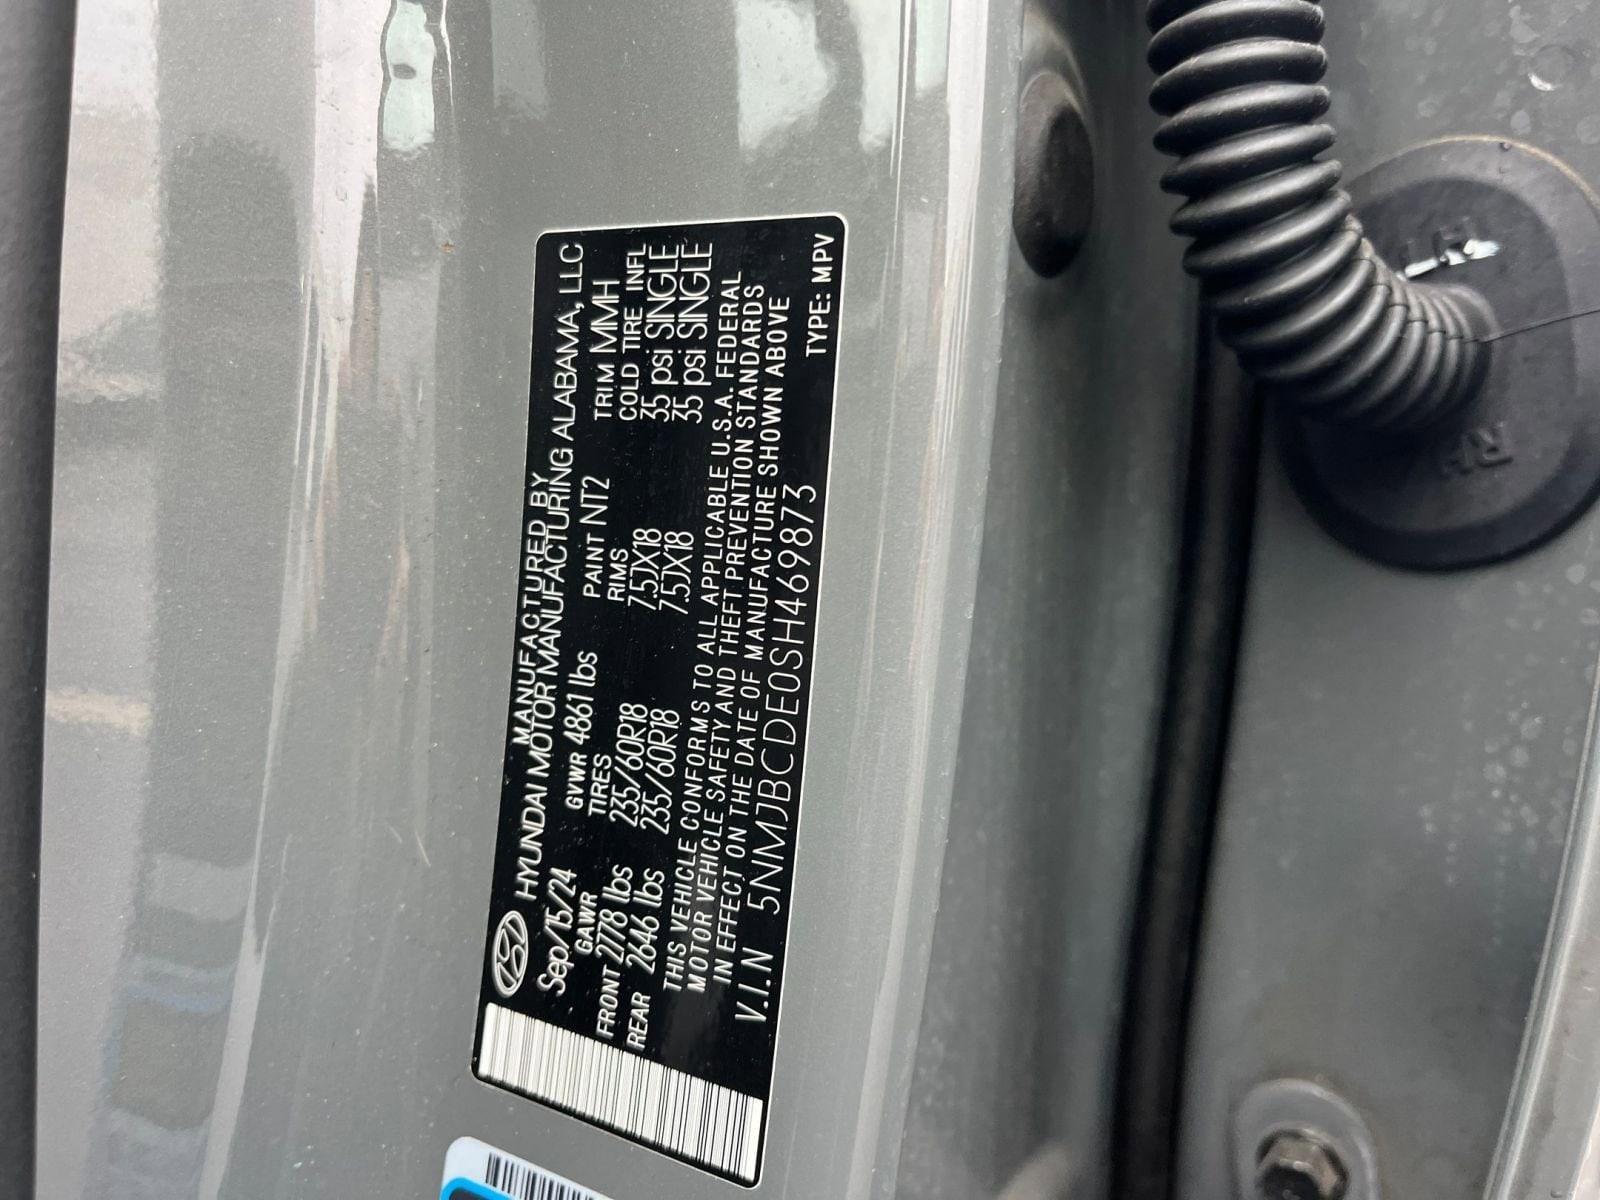 MANUFACTURED BY
HYUNDAI MOTOR MANUFACTURING ALABAMA, LLC
Sep/15/24 GVWR 4861 lbs PAINT NT2 TRIM MMH
GAWR TIRES RIMS COLD TIRE INFL
FRONT 2778 lbs 235/60R18 7.5JX18 35 psi SINGLE
REAR 2646 lbs 235/60R18 7.5JX18 35 psi SINGLE
THIS VEHICLE CONFORMS TO ALL APPLICABLE U.S.A. FEDERAL
MOTOR VEHICLE SAFETY AND THEFT PREVENTION STANDARDS
IN EFFECT ON THE DATE OF MANUFACTURE SHOWN ABOVE
V.I.N 5NMJBCDE0SH469873 TYPE: MPV
LH
RH